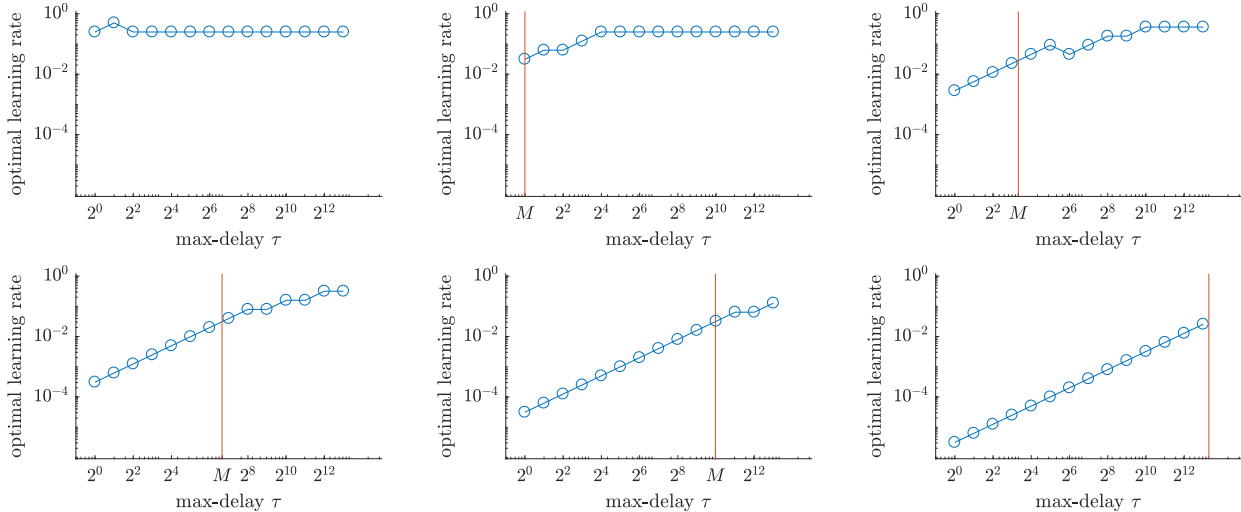 optimal learning rate
10^0
10^{-2}
10^{-4}
2^0 2^2 2^4 2^6 2^8 2^{10} 2^{12}
max-delay τ
optimal learning rate
10^0
10^{-2}
10^{-4}
M 2^2 2^4 2^6 2^8 2^{10} 2^{12}
max-delay τ
optimal learning rate
10^0
10^{-2}
10^{-4}
2^0 2^2 M 2^6 2^8 2^{10} 2^{12}
max-delay τ
optimal learning rate
10^0
10^{-2}
10^{-4}
2^0 2^2 2^4 M 2^8 2^{10} 2^{12}
max-delay τ
optimal learning rate
10^0
10^{-2}
10^{-4}
2^0 2^2 2^4 2^6 2^8 M 2^{12}
max-delay τ
optimal learning rate
10^0
10^{-2}
10^{-4}
2^0 2^2 2^4 2^6 2^8 2^{10} 2^{12}
max-delay τ